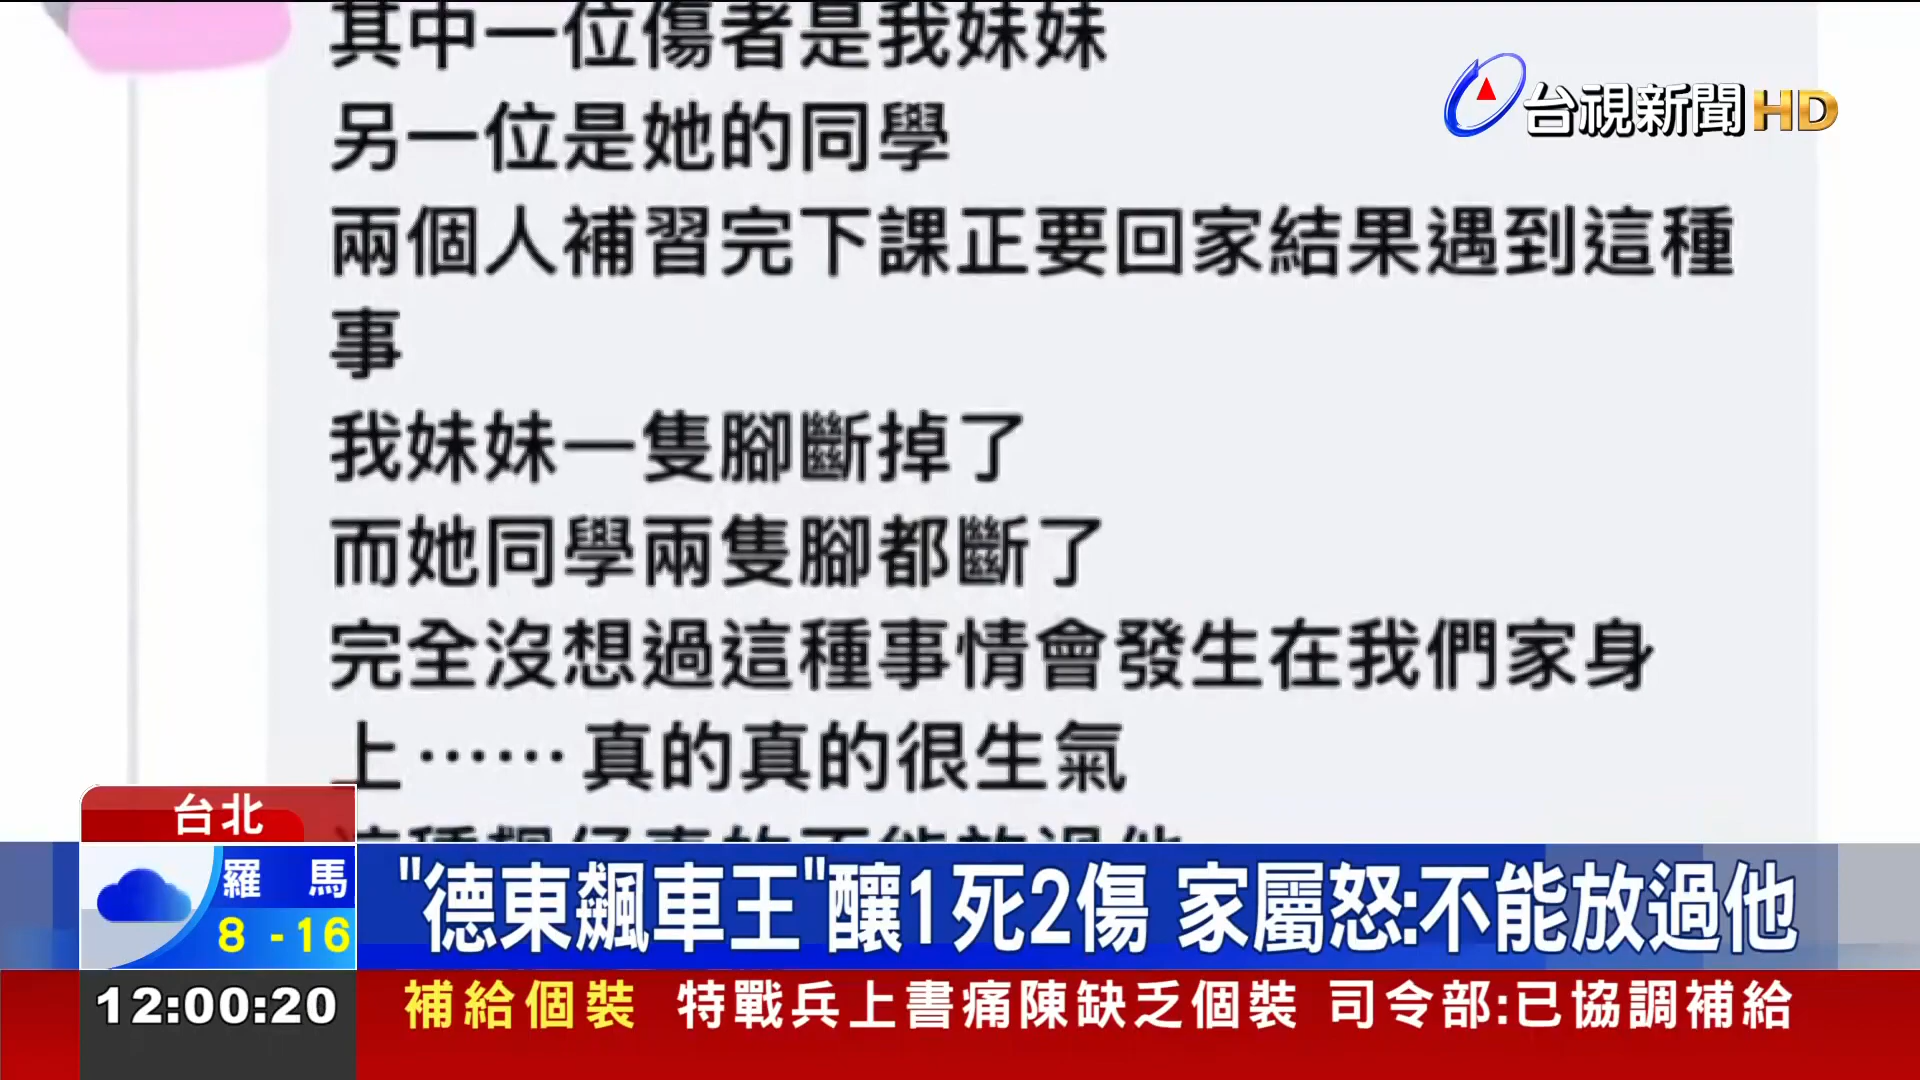 其中一位傷者是我妹妹
台視新聞HD
另一位是她的同學
兩個人補習完下課正要回家結果遇到這種
事
我妹妹一隻腳斷掉了
而她同學兩隻腳都斷了
完全沒想過這種事情會發生在我們家身
上……真的真的很生氣
台北
羅 馬
8 - 16
"德東飆車王"釀1死2傷 家屬怒:不能放過他
12:00:20
補給個裝 特戰兵上書痛陳缺乏個裝 司令部:已協調補給